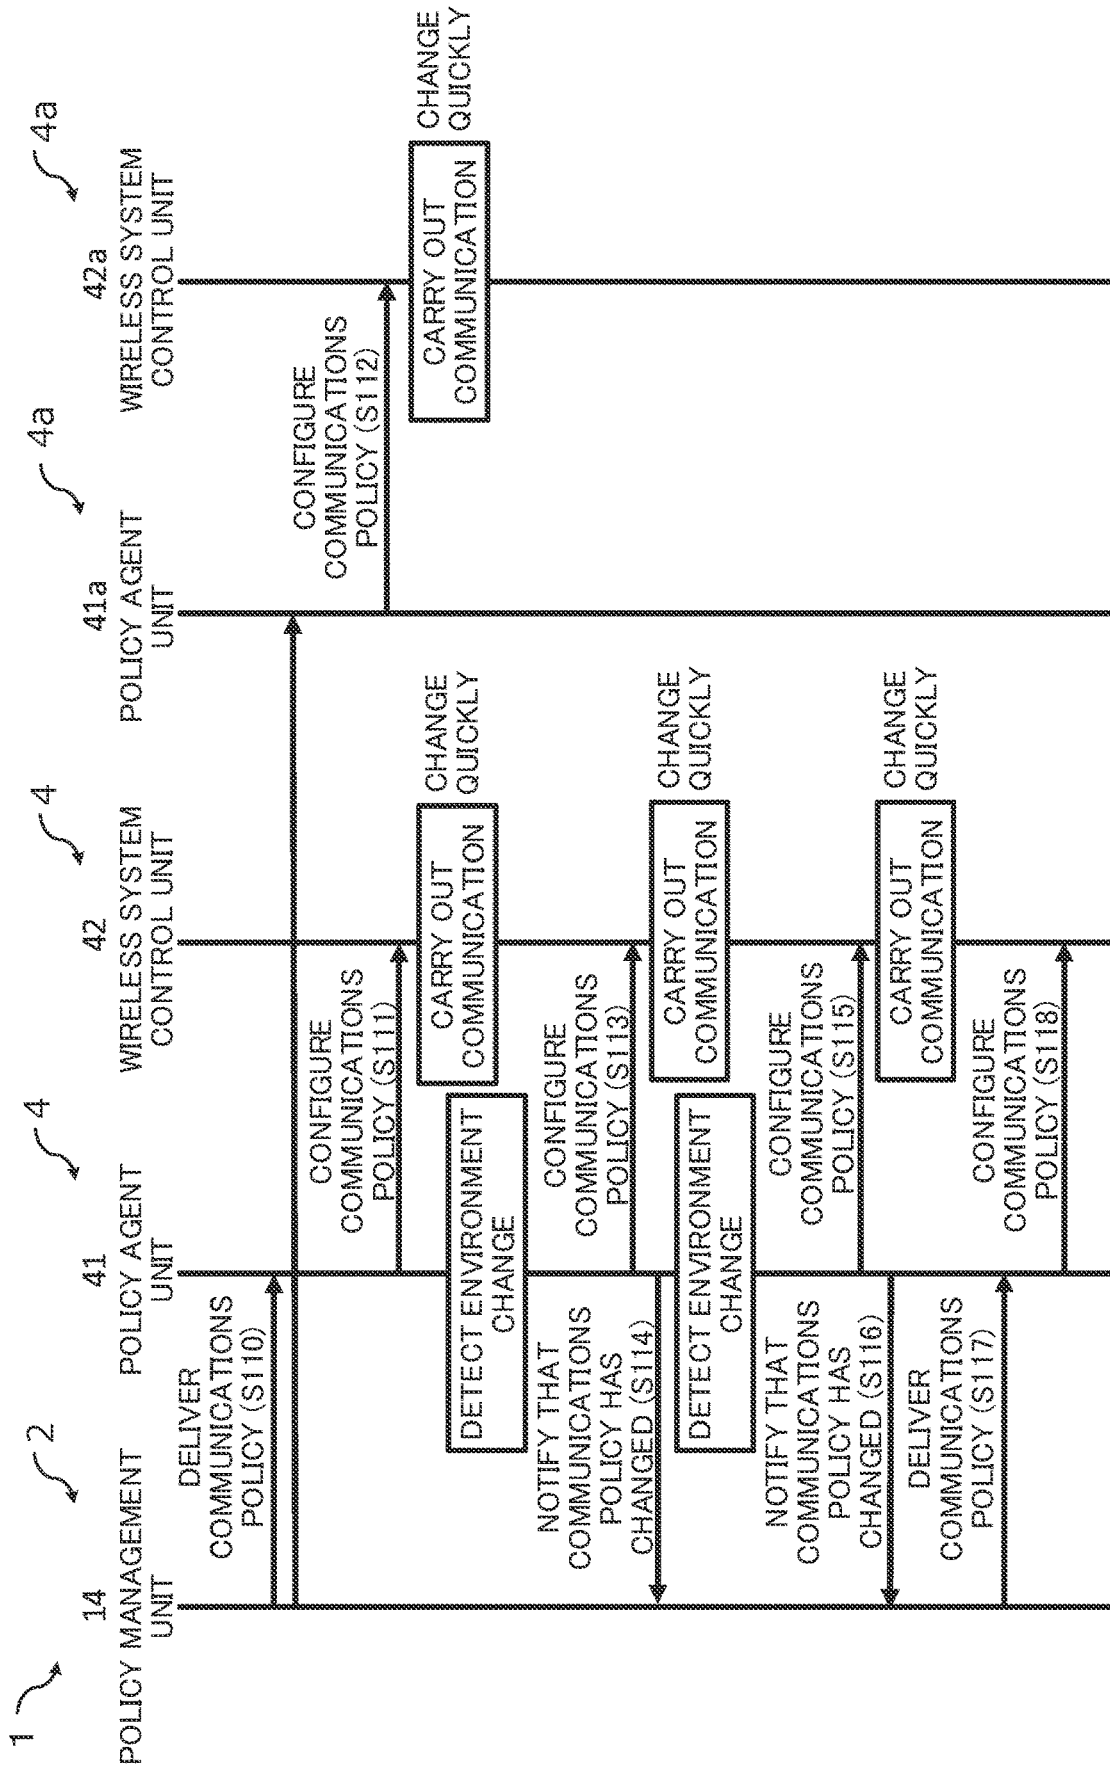 1
2
4
4
4a
4a
14
POLICY MANAGEMENT
UNIT
41
POLICY AGENT
UNIT
42
WIRELESS SYSTEM
CONTROL UNIT
41a
POLICY AGENT
UNIT
42a
WIRELESS SYSTEM
CONTROL UNIT
DELIVER
COMMUNICATIONS
POLICY (S110)
CONFIGURE
COMMUNICATIONS
POLICY (S111)
CONFIGURE
COMMUNICATIONS
POLICY (S112)
CARRY OUT
COMMUNICATION
CHANGE
QUICKLY
CARRY OUT
COMMUNICATION
CHANGE
QUICKLY
DETECT ENVIRONMENT
CHANGE
CONFIGURE
COMMUNICATIONS
POLICY (S113)
NOTIFY THAT
COMMUNICATIONS
POLICY HAS
CHANGED (S114)
CARRY OUT
COMMUNICATION
CHANGE
QUICKLY
DETECT ENVIRONMENT
CHANGE
CONFIGURE
COMMUNICATIONS
POLICY (S115)
NOTIFY THAT
COMMUNICATIONS
POLICY HAS
CHANGED (S116)
CARRY OUT
COMMUNICATION
CHANGE
QUICKLY
DELIVER
COMMUNICATIONS
POLICY (S117)
CONFIGURE
COMMUNICATIONS
POLICY (S118)